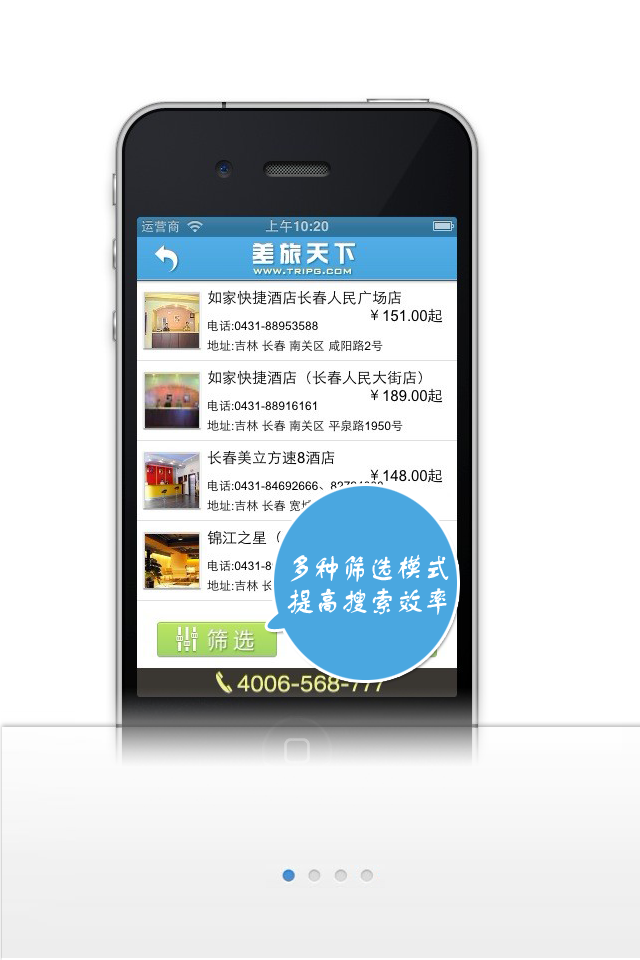 运营商 上午10:20
差旅天下
WWW.TRIPG.COM
如家快捷酒店长春人民广场店
￥151.00起
电话:0431-88953588
地址:吉林 长春 南关区 咸阳路2号
如家快捷酒店（长春人民大街店）
￥189.00起
电话:0431-88916161
地址:吉林 长春 南关区 平泉路1950号
长春美立方速8酒店
￥148.00起
电话:0431-84692666、
地址:吉林 长春 宽
锦江之星（
电话:0431-8
地址:吉林 长
多种筛选模式
提高搜索效率
筛选
4006-568-777